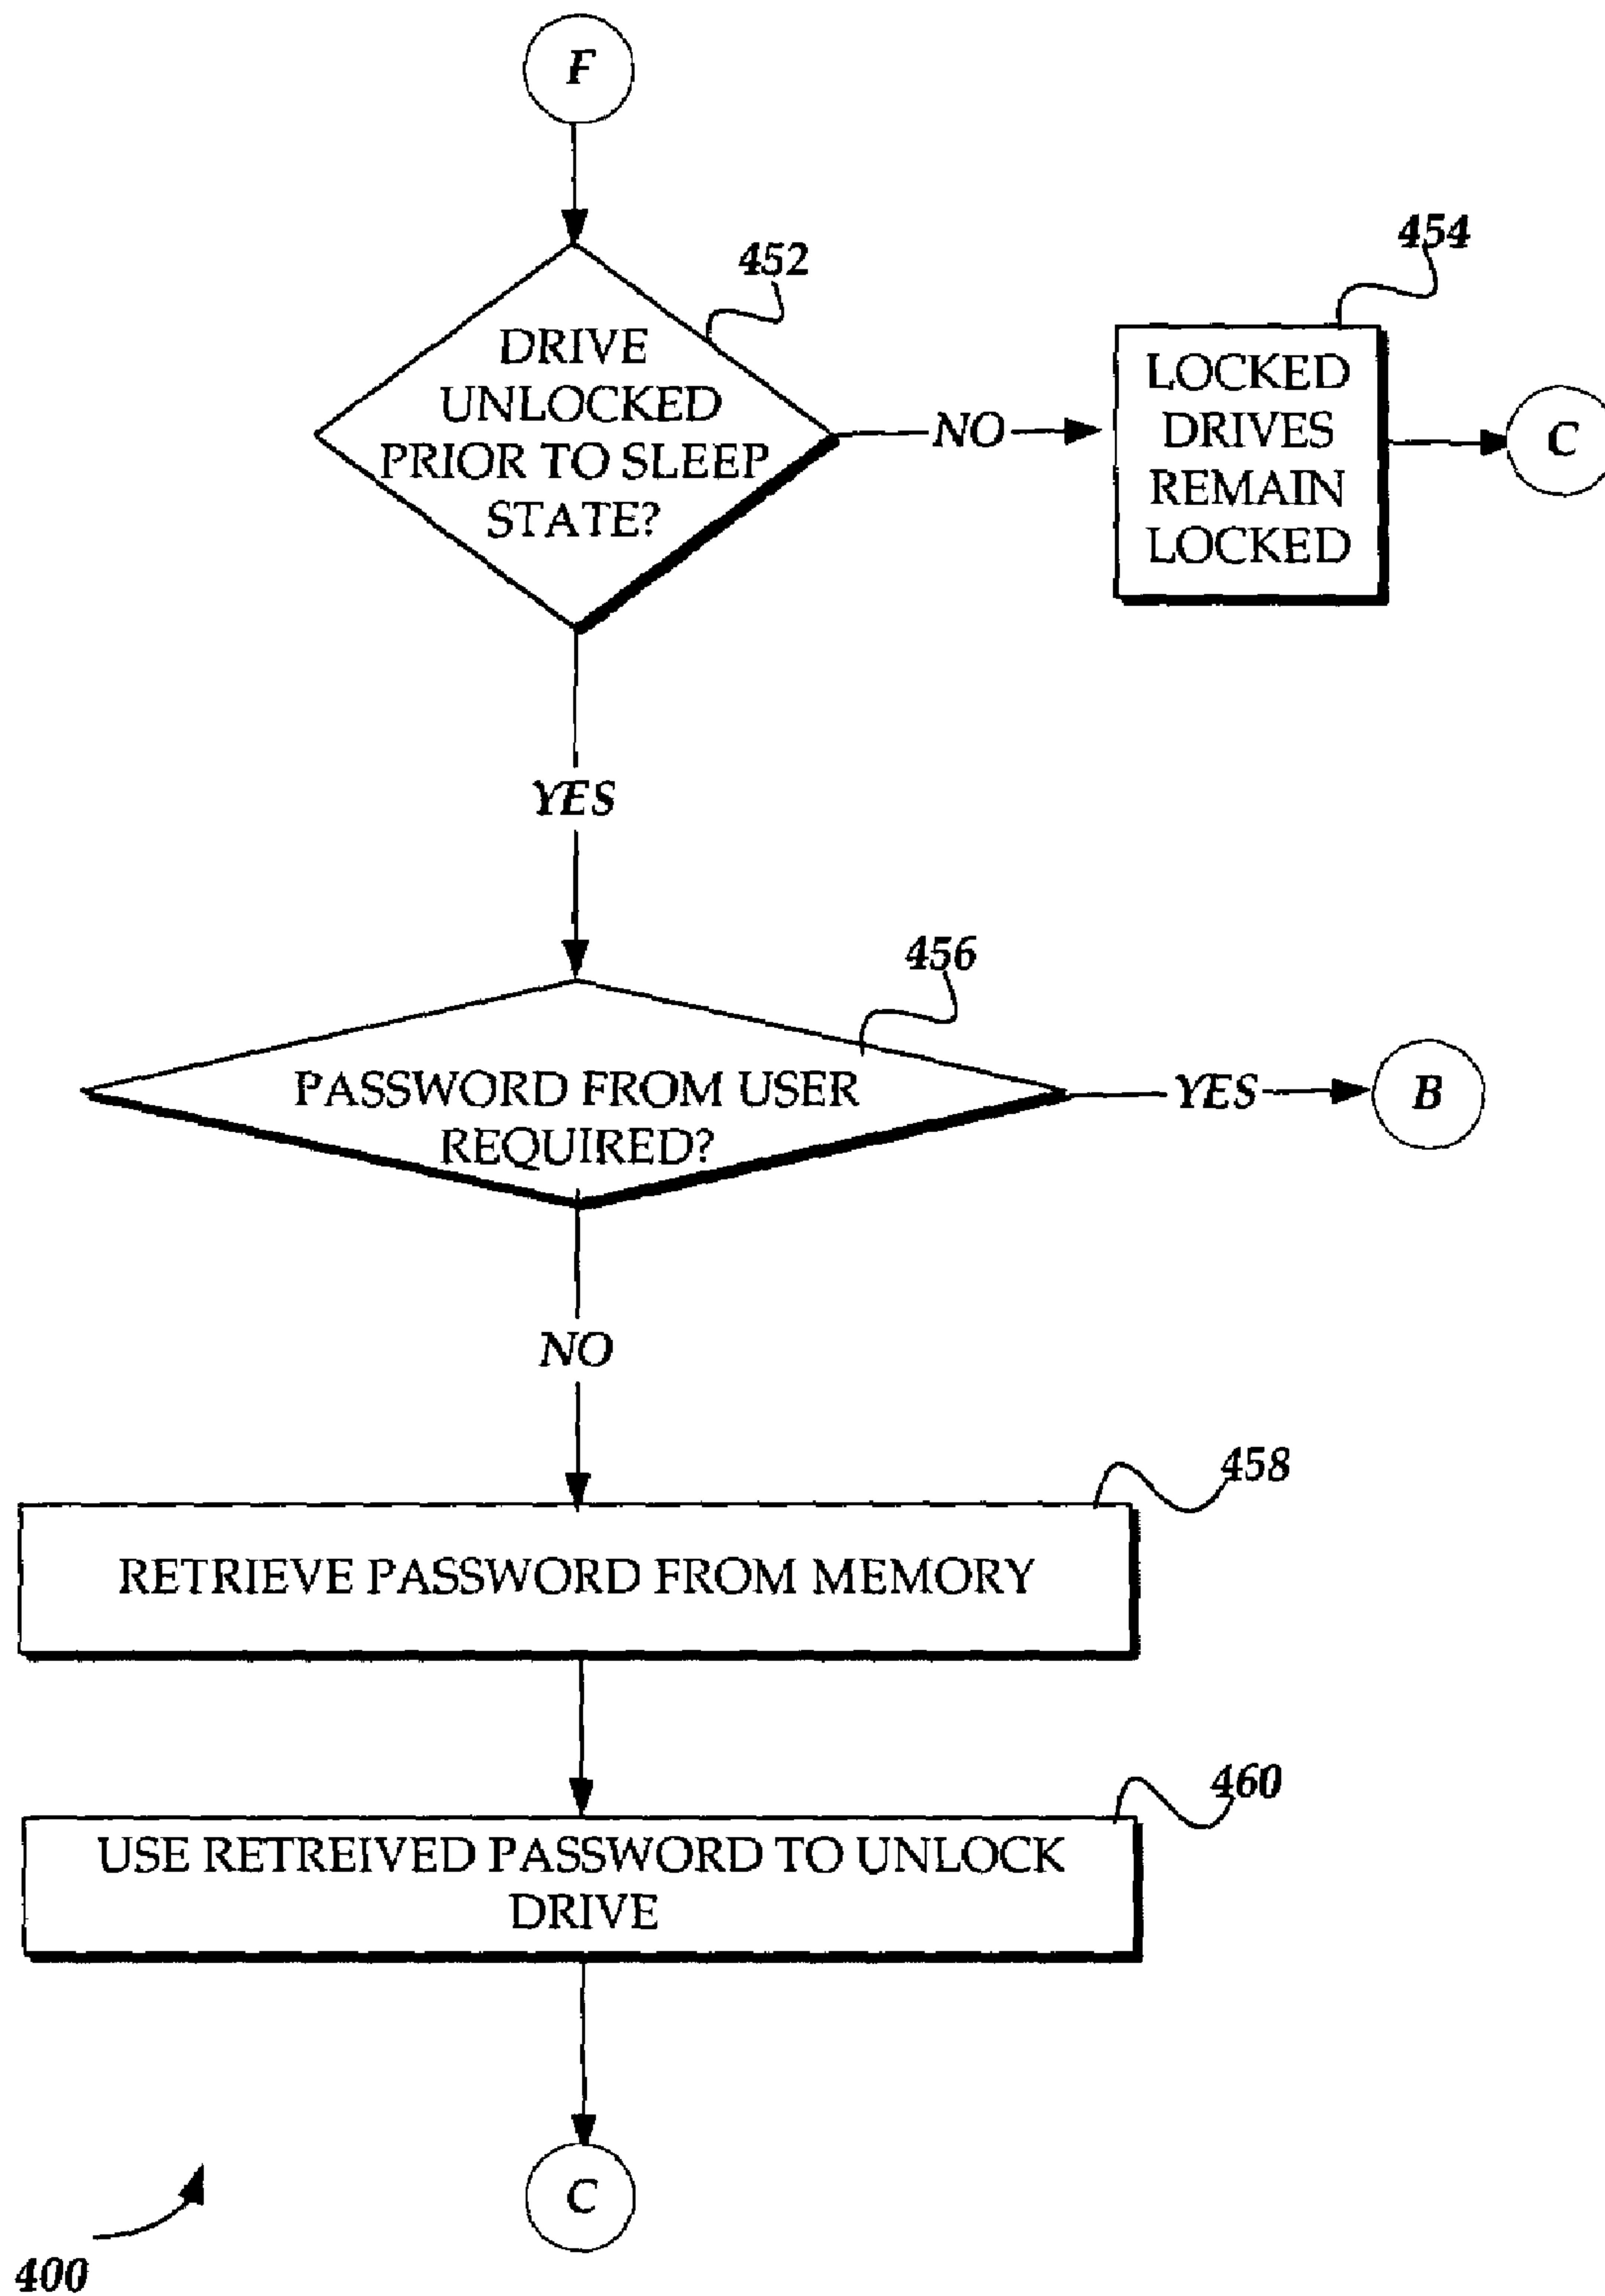 F
452
DRIVE
UNLOCKED
PRIOR TO SLEEP
STATE?
NO
454
LOCKED
DRIVES
REMAIN
LOCKED
C
YES
456
PASSWORD FROM USER
REQUIRED?
YES
B
NO
458
RETRIEVE PASSWORD FROM MEMORY
460
USE RETREIVED PASSWORD TO UNLOCK
DRIVE
C
400